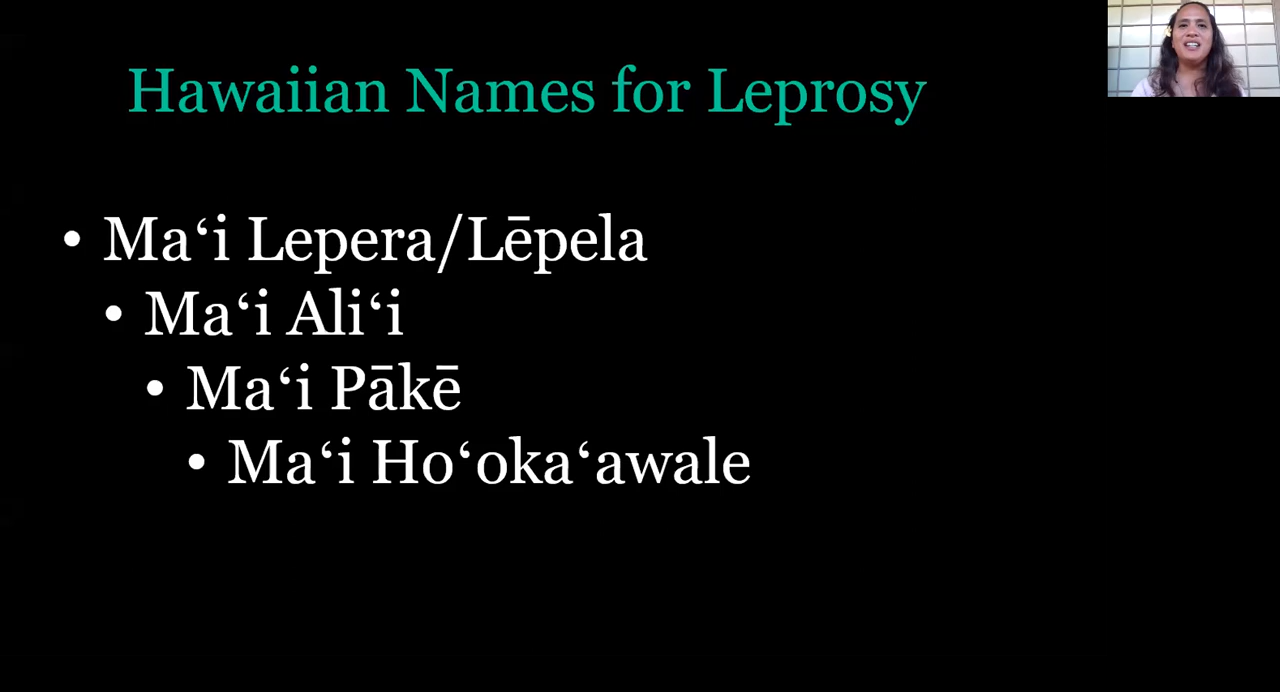 Hawaiian Names for Leprosy
• Maʻi Lepera/Lēpela
• Maʻi Aliʻi
• Maʻi Pākē
• Maʻi Hoʻokaʻawale